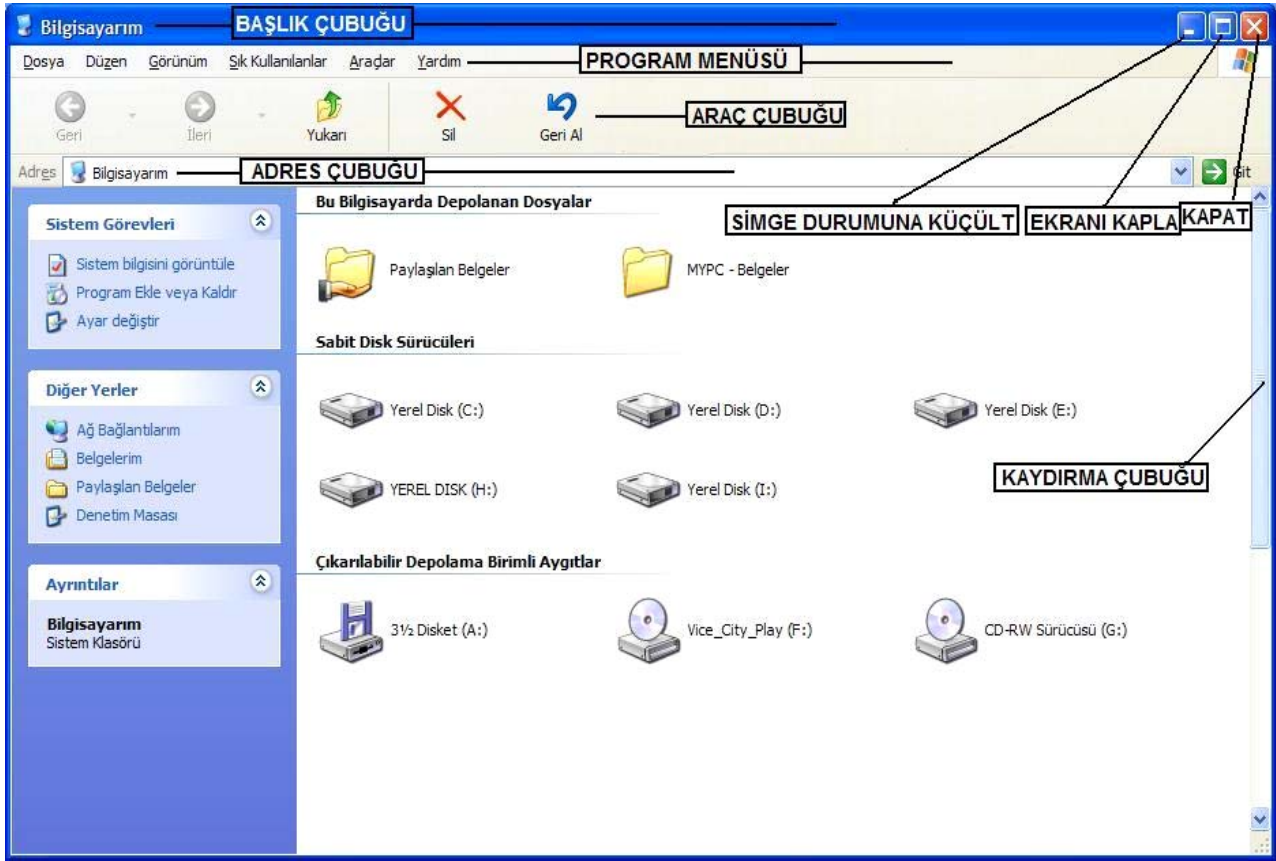 Bilgisayarım
BAŞLIK ÇUBUĞU
Dosya Düzen Görünüm Sık Kullanılanlar Araçlar Yardım
PROGRAM MENÜSÜ
Geri
İleri
Yukarı
Sil
Geri Al
ARAÇ ÇUBUĞU
Adres Bilgisayarım
ADRES ÇUBUĞU
Git
SİMGE DURUMUNA KÜÇÜLT
EKRANI KAPLA
KAPAT
Sistem Görevleri
Sistem bilgisini görüntüle
Program Ekle veya Kaldır
Ayar değiştir
Diğer Yerler
Ağ Bağlantılarım
Belgelerim
Paylaşılan Belgeler
Denetim Masası
Ayrıntılar
Bilgisayarım
Sistem Klasörü
Bu Bilgisayarda Depolanan Dosyalar
Paylaşılan Belgeler
MYPC - Belgeler
Sabit Disk Sürücüleri
Yerel Disk (C:)
Yerel Disk (D:)
Yerel Disk (E:)
YEREL DISK (H:)
Yerel Disk (I:)
KAYDIRMA ÇUBUĞU
Çıkarılabilir Depolama Birimli Aygıtlar
3½ Disket (A:)
Vice_City_Play (F:)
CD-RW Sürücüsü (G:)